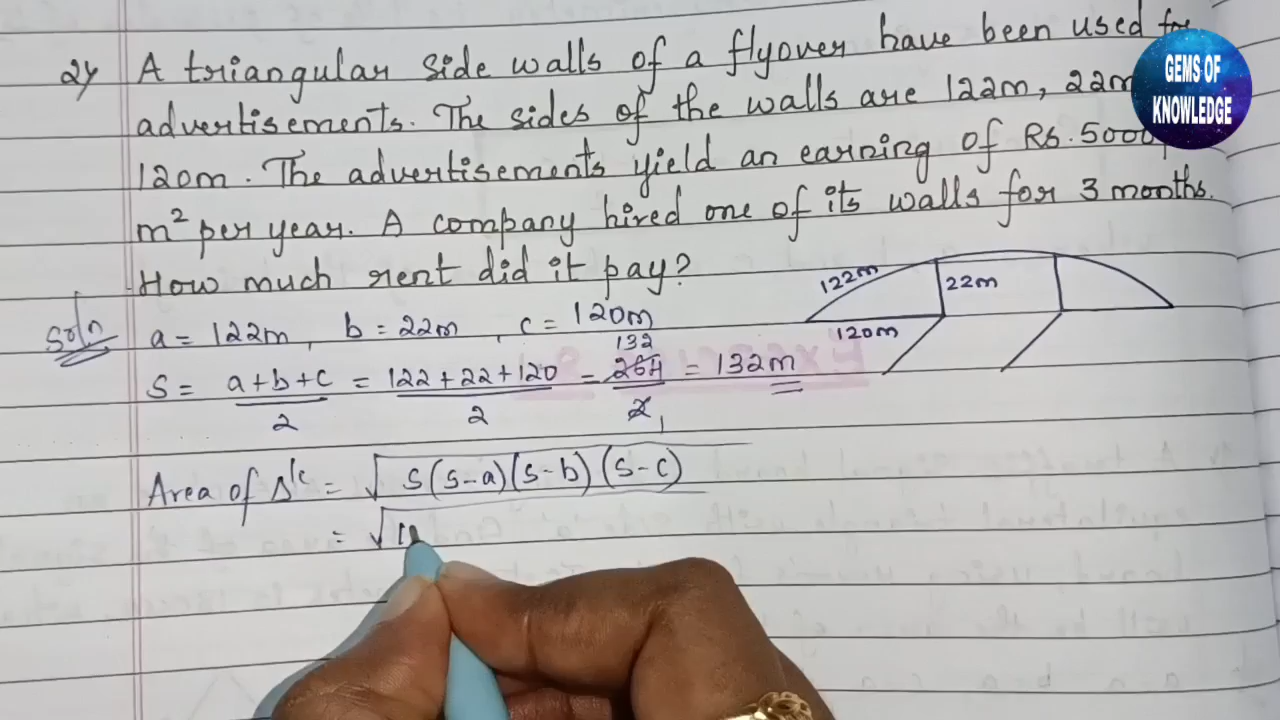 2) A triangular side walls of a flyover have been used for
advertisements. The sides of the walls are 122m, 22m
120m. The advertisements yield an earning of Rs. 5000
m² per year. A company hired one of its walls for 3 months.
How much rent did it pay?
Soln a = 122m, b = 22m, c = 120m
S = a+b+c/2 = 122+22+120/2 = 264/2 = 132m
132
1
Area of Δle = √s(s-a)(s-b)(s-c)
= √
122m
22m
120m
GEMS OF
KNOWLEDGE